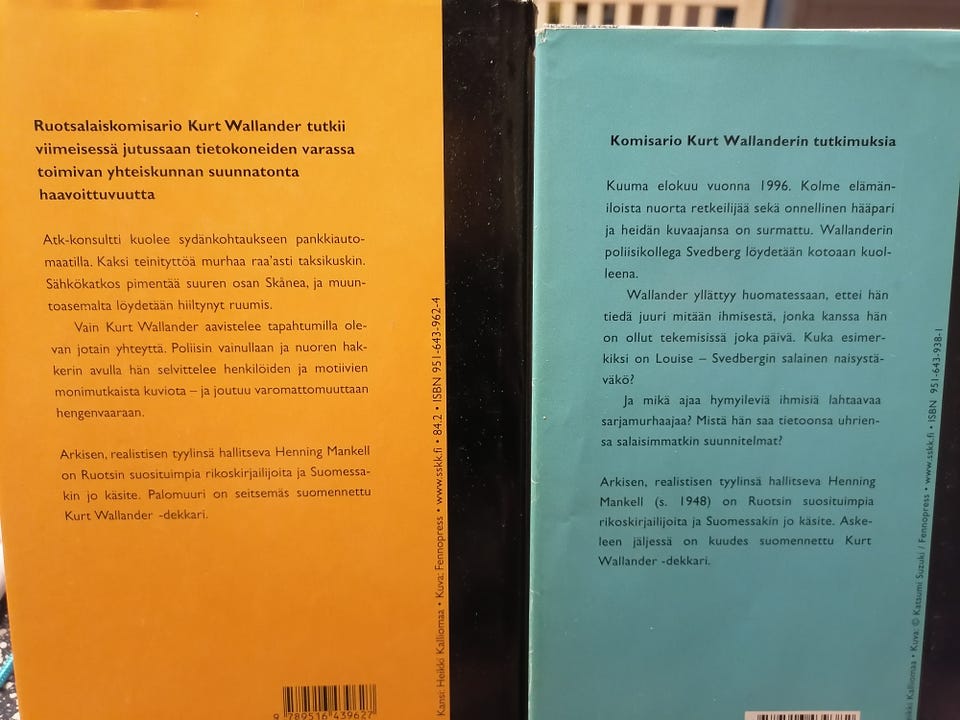 Ruotsalaiskomisario Kurt Wallander tutkii
viimeisessä jutussaan tietokoneiden varassa
toimivan yhteiskunnan suunnatonta
haavoittuvuutta
Atk-konsultti kuolee sydänkohtaukseen pankkiauto-
maatilla. Kaksi teinityttöä murhaa raa'asti taksikuskin.
Sähkökatkos pimentää suuren osan Skånea, ja muun-
toasemalta löydetään hiiltynyt ruumis.
Vain Kurt Wallander aavistelee tapahtumilla ole-
van jotain yhteyttä. Poliisin vainullaan ja nuoren hak-
kerin avulla hän selvittelee henkilöiden ja motiivien
monimutkaista kuviota – ja joutuu varomattomuuttaan
hengenvaaraan.
Arkisen, realistisen tyylinsä hallitseva Henning Mankell
on Ruotsin suosituimpia rikoskirjailijoita ja Suomessa-
kin jo käsite. Palomuuri on seitsemäs suomennettu
Kurt Wallander -dekkari.
Kansi: Heikki Kalliomaa • Kuva: Fennopress • www.sskk.fi • 84.2 • ISBN 951-643-962-4
9 789516 439627
Komisario Kurt Wallanderin tutkimuksia
Kuuma elokuu vuonna 1996. Kolme elämän-
iloista nuorta retkeilijää sekä onnellinen hääpari
ja heidän kuvaajansa on surmattu. Wallanderin
poliisikollega Svedberg löydetään kotoaan kuol-
leena.
Wallander yllättyy huomatessaan, ettei hän
tiedä juuri mitään ihmisestä, jonka kanssa hän
on ollut tekemisissä joka päivä. Kuka esimer-
kiksi on Louise – Svedbergin salainen naisystä-
väkö?
Ja mikä ajaa hymyileviä ihmisiä lahtaavaa
sarjamurhaajaa? Mistä hän saa tietoonsa uhrien-
sa salaisimmatkin suunnitelmat?
Arkisen, realistisen tyylinsä hallitseva Henning
Mankell (s. 1948) on Ruotsin suosituimpia
rikoskirjailijoita ja Suomessakin jo käsite. Aske-
leen jäljessä on kuudes suomennettu Kurt
Wallander -dekkari.
Kalliomaa • Kuva: © Katsumi Suzuki / Fennopress • www.sskk.fi • ISBN 951-643-938-1